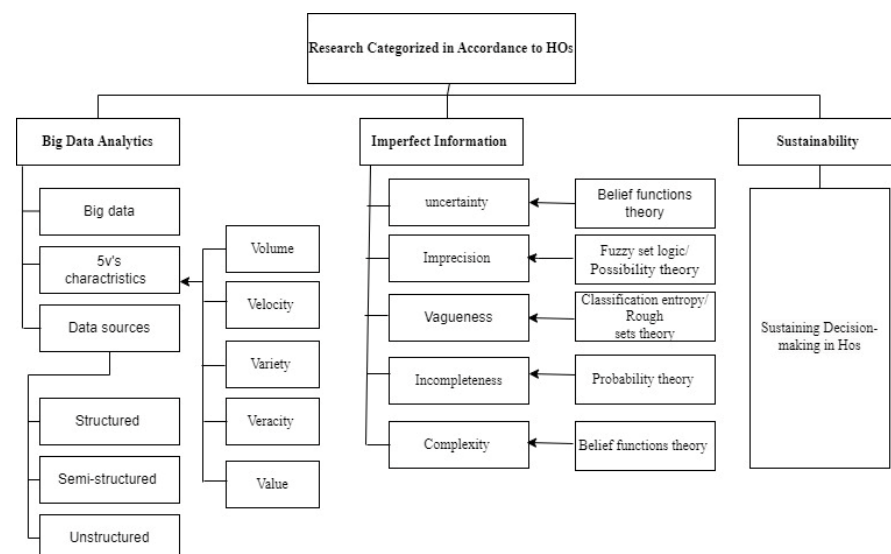 Research Categorized in Accordance to HOs
Big Data Analytics
Big data
5v's
charactristics
Data sources
Structured
Semi-structured
Unstructured
Volume
Velocity
Variety
Veracity
Value
Imperfect Information
uncertainty
Imprecision
Vagueness
Incompleteness
Complexity
Belief functions
theory
Fuzzy set logic/
Possibility theory
Classification entropy/
Rough
sets theory
Probability theory
Belief functions theory
Sustainability
Sustaining Decision-
making in Hos